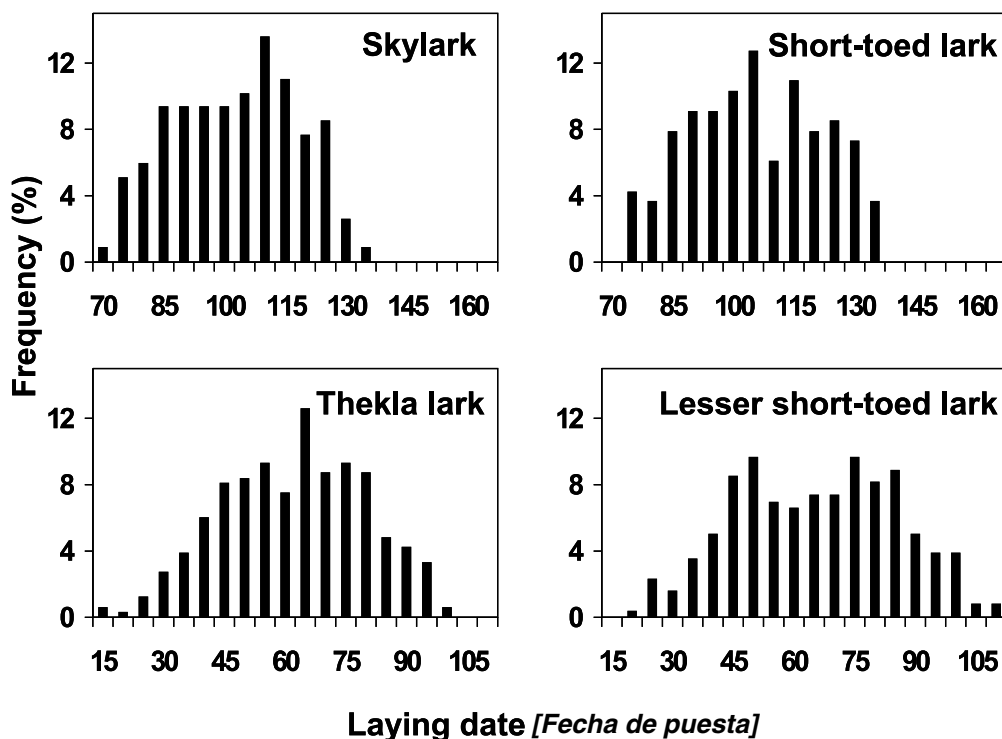 Frequency (%)
Skylark
12
8
4
0
70 85 100 115 130 145 160
Short-toed lark
12
8
4
0
70 85 100 115 130 145 160
Thekla lark
12
8
4
0
15 30 45 60 75 90 105
Lesser short-toed lark
12
8
4
0
15 30 45 60 75 90 105
Laying date [Fecha de puesta]